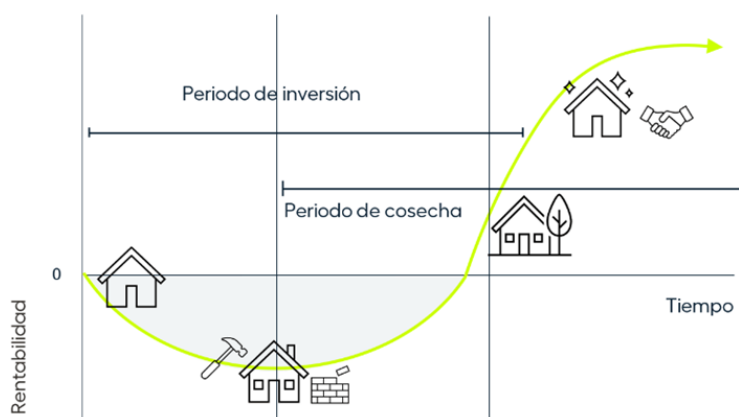 Periodo de inversión
Periodo de cosecha
0
Tiempo
Rentabilidad